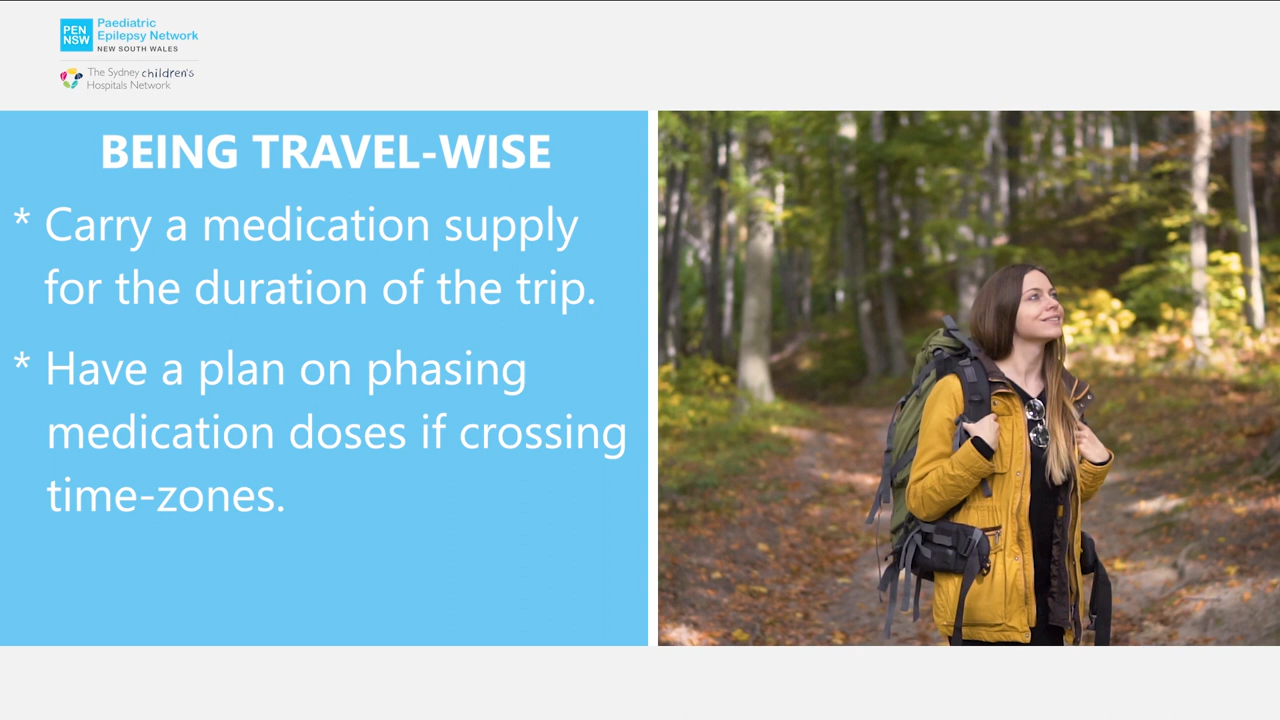 PEN
NSW
Paediatric
Epilepsy Network
NEW SOUTH WALES
The Sydney children's
Hospitals Network
BEING TRAVEL-WISE
* Carry a medication supply
for the duration of the trip.
* Have a plan on phasing
medication doses if crossing
time-zones.